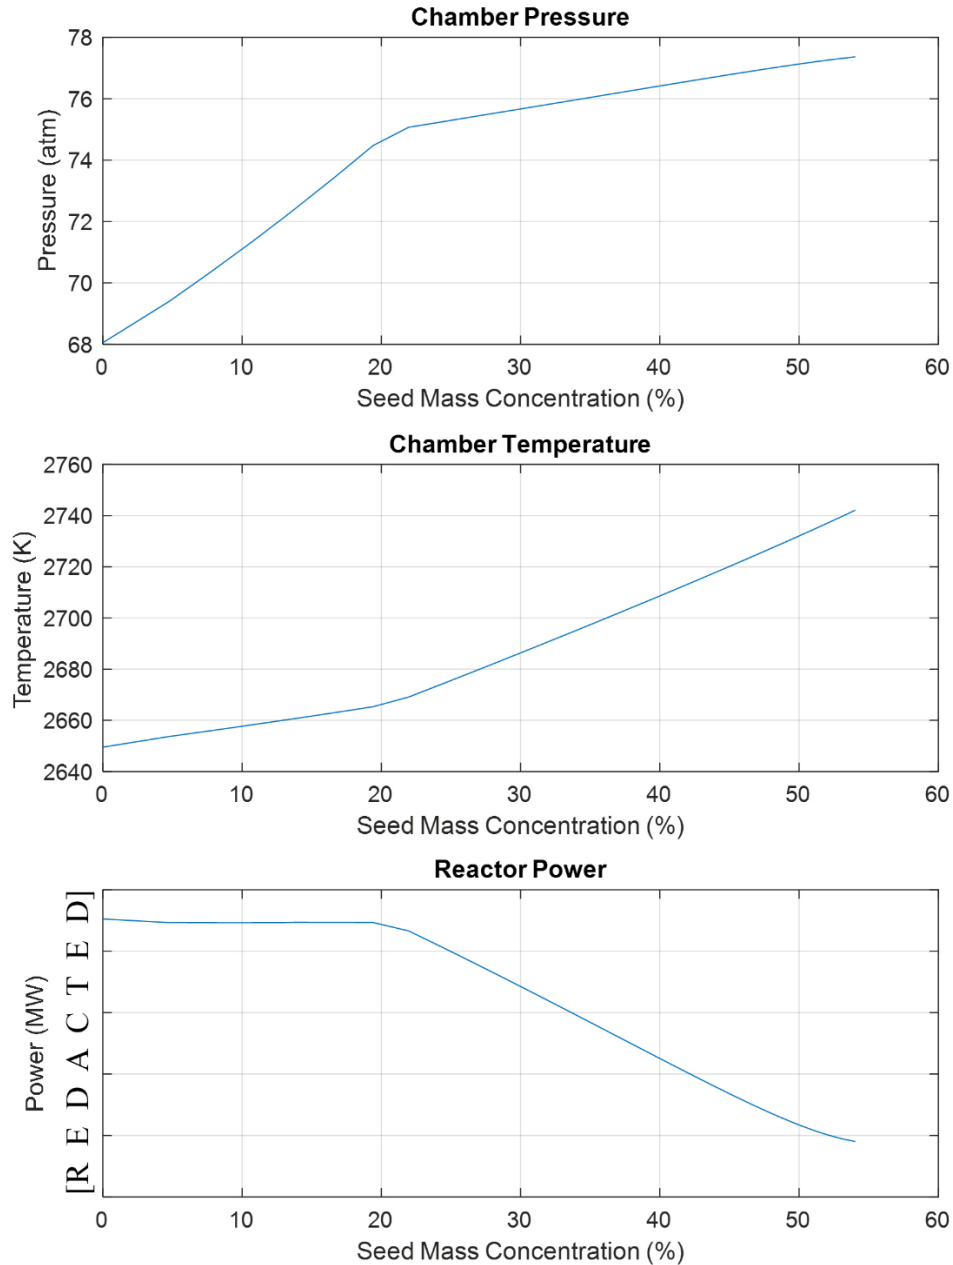 Chamber Pressure
78
76
74
72
70
68
Pressure (atm)
0 10 20 30 40 50 60
Seed Mass Concentration (%)
Chamber Temperature
2760
2740
2720
2700
2680
2660
2640
Temperature (K)
0 10 20 30 40 50 60
Seed Mass Concentration (%)
Reactor Power
Power (MW)
[R E D A C T E D]
0 10 20 30 40 50 60
Seed Mass Concentration (%)